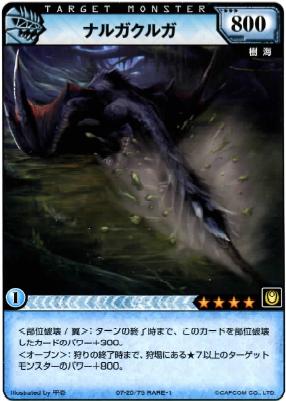 TARGET MONSTER
ナルガクルガ
800
樹 海
1
★★★★
<部位破壊/翼>:ターンの終了時まで、このカードを部位破壊
したカードのパワー+300。
<オープン>:狩りの終了時まで、狩場にある★7以上のターゲット
モンスターのパワー+800。
Illustrated by
07-20/75 RARE-1
©CAPCOM CO., LTD.